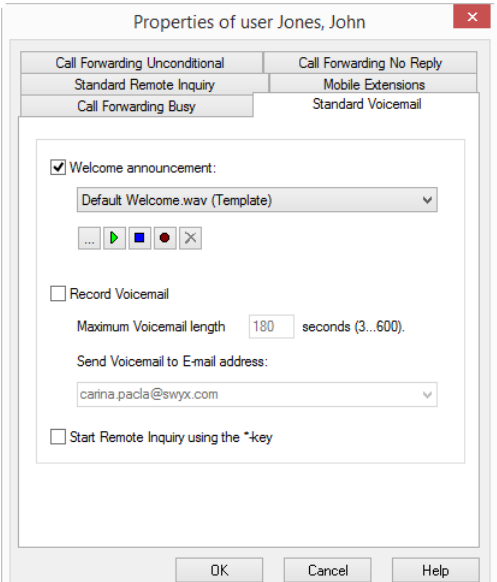 Properties of user Jones, John
Call Forwarding Unconditional Call Forwarding No Reply
Standard Remote Inquiry Mobile Extensions
Call Forwarding Busy Standard Voicemail
Welcome announcement:
Default Welcome.wav (Template)
...
Record Voicemail
Maximum Voicemail length 180 seconds (3...600).
Send Voicemail to E-mail address:
carina.pacla@swyx.com
Start Remote Inquiry using the *-key
OK Cancel Help